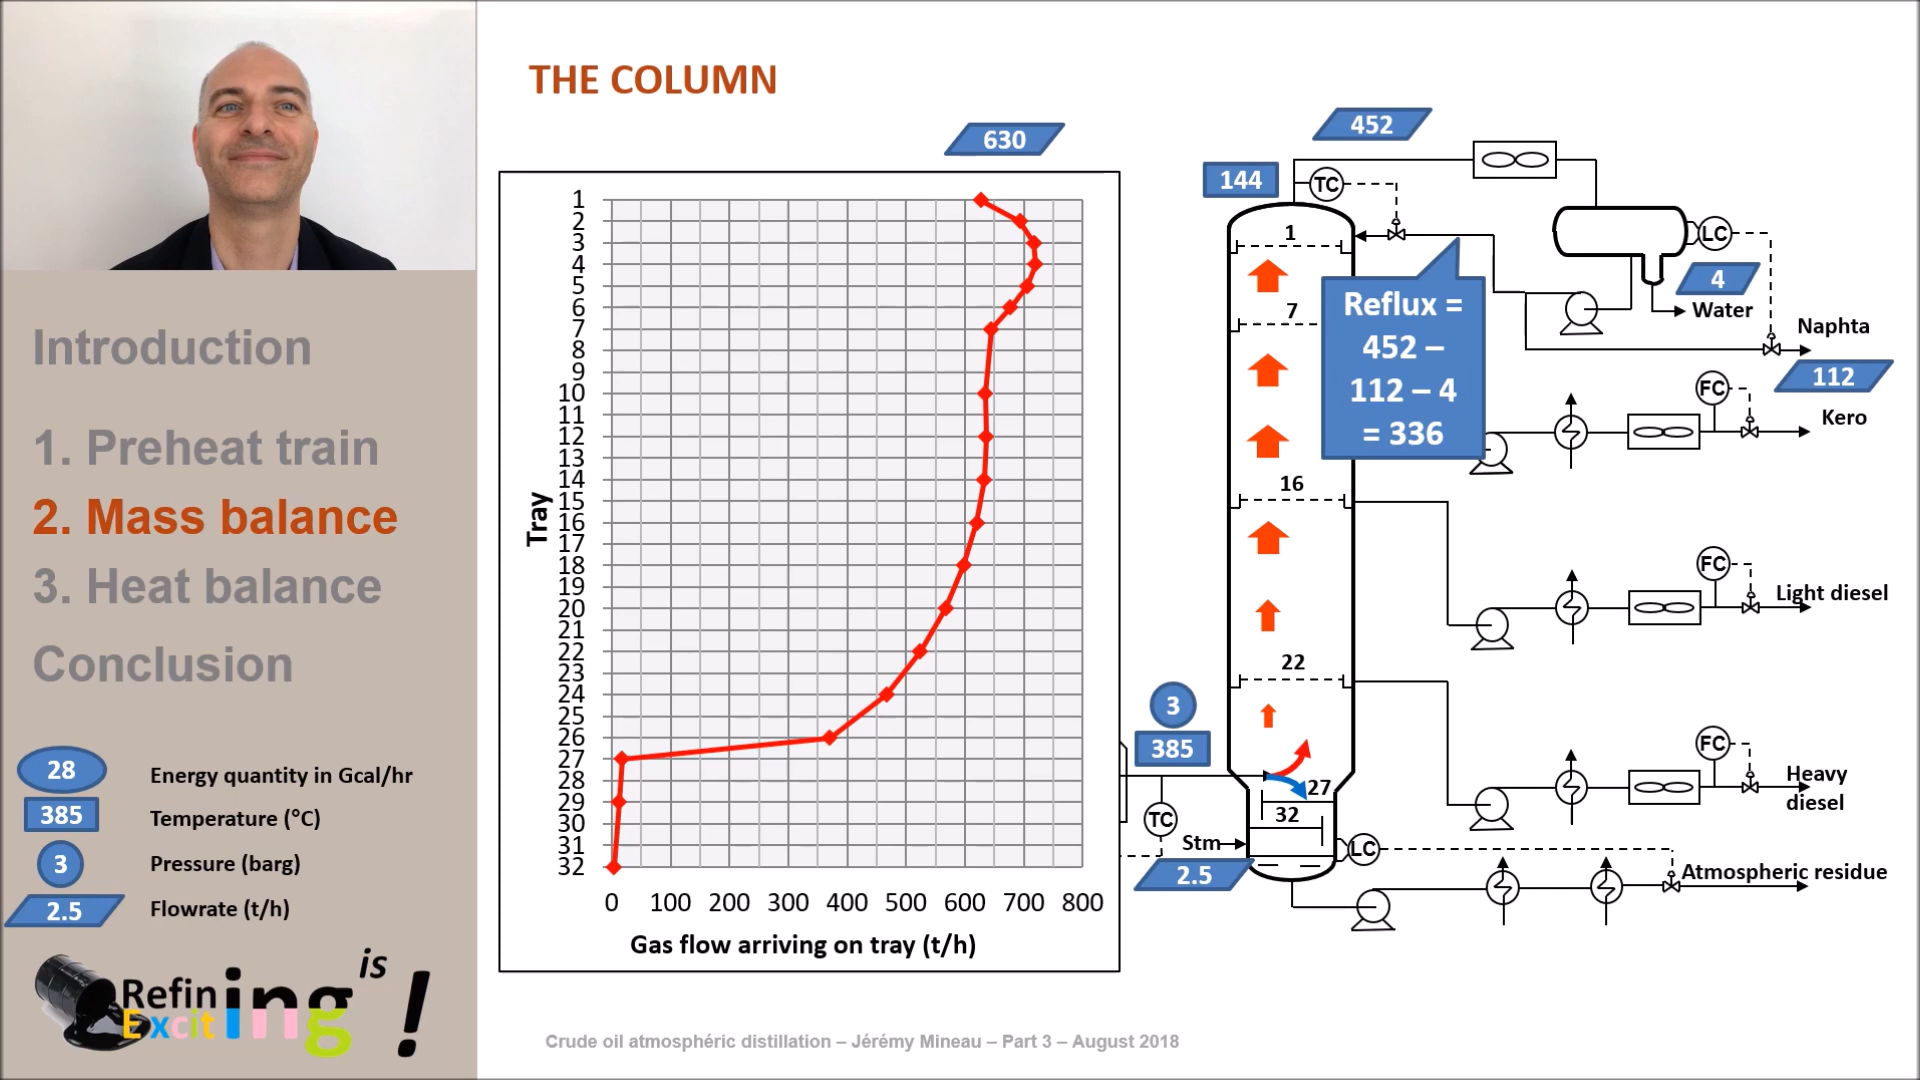 THE COLUMN
Introduction
1. Preheat train
2. Mass balance
3. Heat balance
Conclusion
28
Energy quantity in Gcal/hr
385
Temperature (°C)
3
Pressure (barg)
2.5
Flowrate (t/h)
Refining
is
Exciting
!
630
Tray
1
2
3
4
5
6
7
8
9
10
11
12
13
14
15
16
17
18
19
20
21
22
23
24
25
26
27
28
29
30
31
32
0 100 200 300 400 500 600 700 800
Gas flow arriving on tray (t/h)
452
144
TC
1
LC
4
Water
Naphta
112
7
Reflux =
452 –
112 – 4
= 336
FC
Kero
16
FC
Light diesel
22
3
385
FC
Heavy
diesel
27
32
TC
Stm
LC
2.5
Atmospheric residue
Crude oil atmosphéric distillation – Jérémy Mineau – Part 3 – August 2018